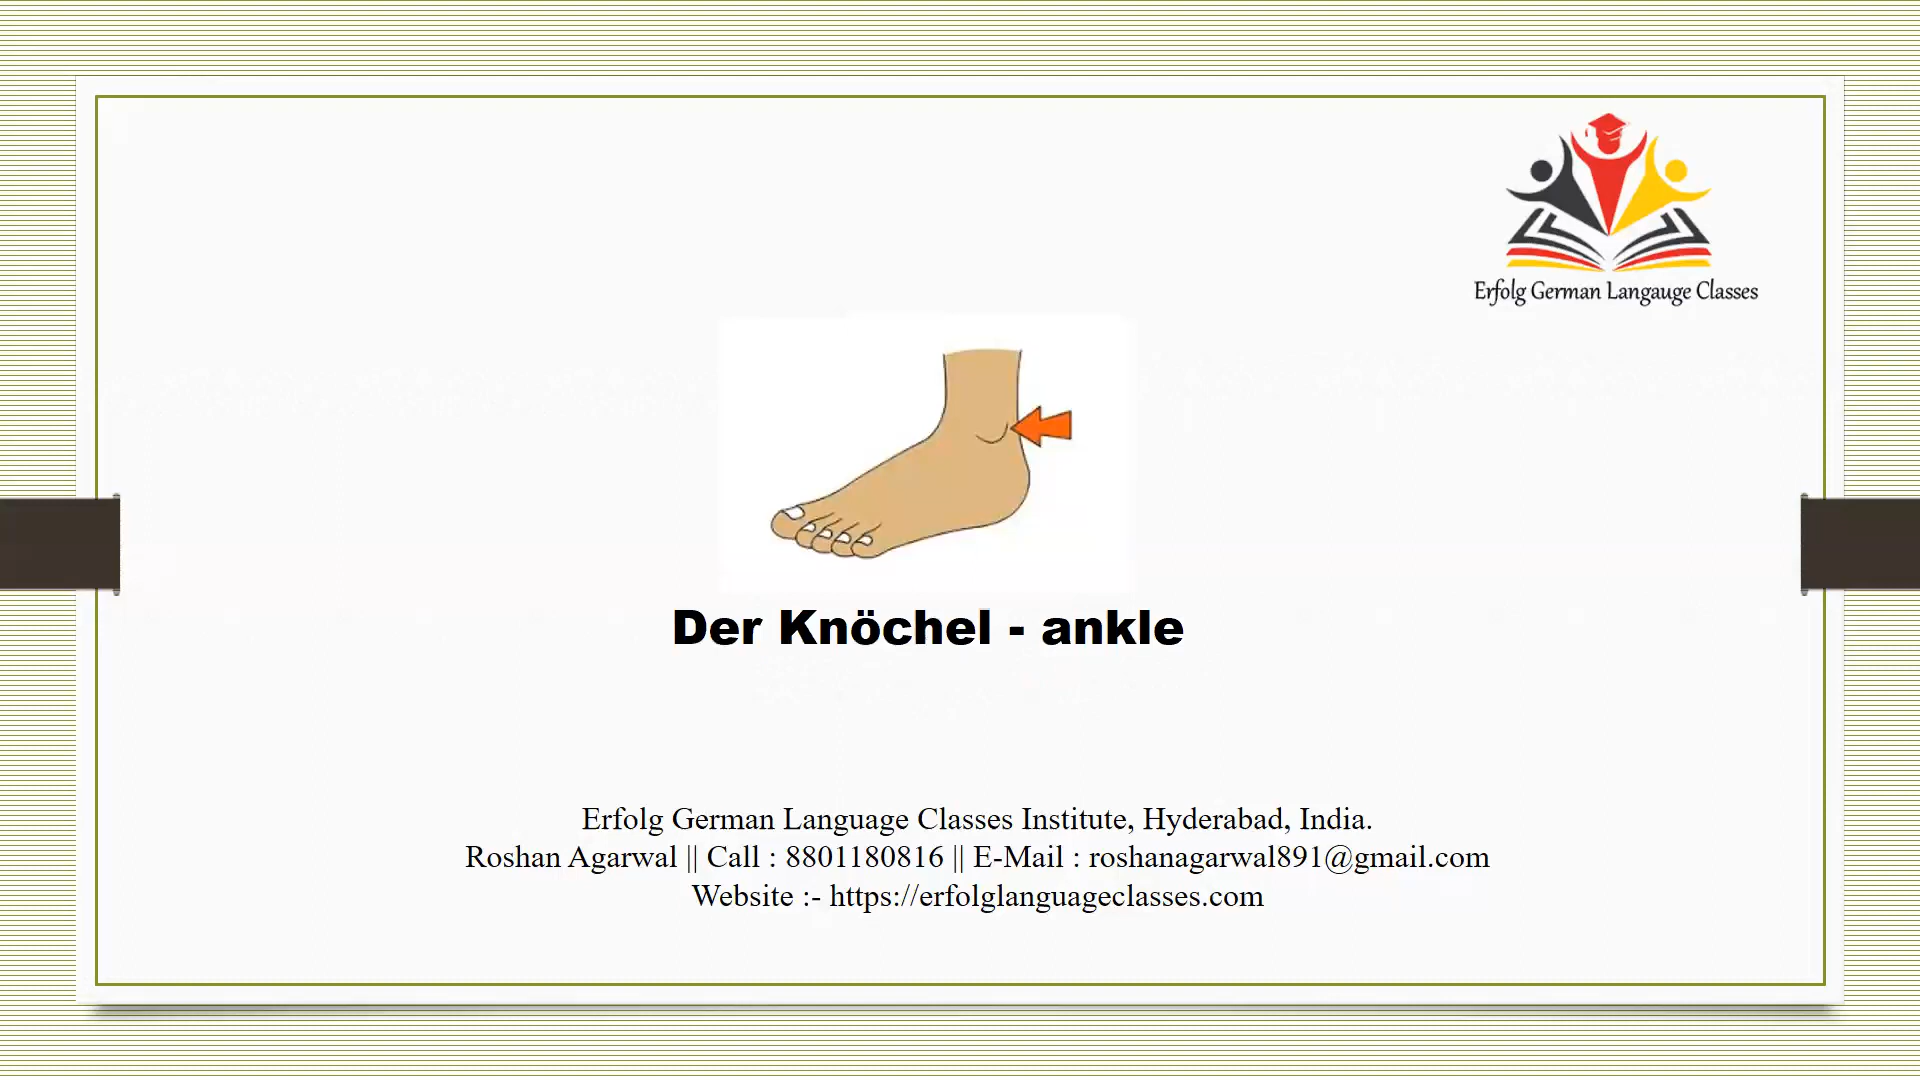 Erfolg German Langauge Classes
Der Knöchel - ankle
Erfolg German Language Classes Institute, Hyderabad, India.
Roshan Agarwal || Call : 8801180816 || E-Mail : roshanagarwal891@gmail.com
Website :- https://erfolglanguageclasses.com